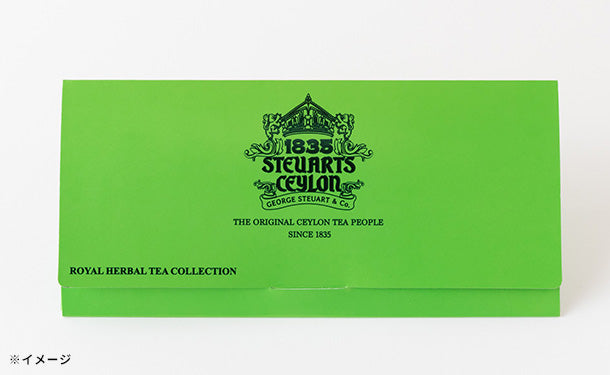 1835
STEUARTS
CEYLON
GEORGE STEUART & Co.
THE ORIGINAL CEYLON TEA PEOPLE
SINCE 1835
ROYAL HERBAL TEA COLLECTION
※イメージ